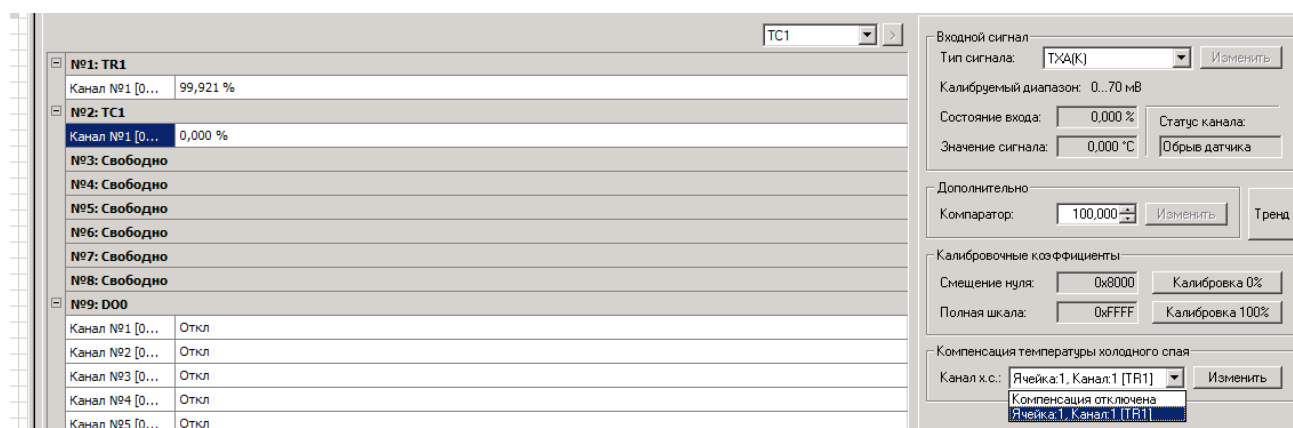 TC1 >
№1: TR1
Канал №1 [0... 99,921 %
№2: TC1
Канал №1 [0... 0,000 %
№3: Свободно
№4: Свободно
№5: Свободно
№6: Свободно
№7: Свободно
№8: Свободно
№9: DO0
Канал №1 [0... Откл
Канал №2 [0... Откл
Канал №3 [0... Откл
Канал №4 [0... Откл
Канал №5 [0... Откл
Входной сигнал
Тип сигнала: ТХА(К) Изменить
Калибруемый диапазон: 0...70 мВ
Состояние входа: 0,000 % Статус канала:
Значение сигнала: 0,000 °C Обрыв датчика
Дополнительно
Компаратор: 100,000 Изменить Тренд
Калибровочные коэффициенты
Смещение нуля: 0x8000 Калибровка 0%
Полная шкала: 0xFFFF Калибровка 100%
Компенсация температуры холодного спая
Канал х.с.: Ячейка:1, Канал:1 [TR1] Изменить
Компенсация отключена
Ячейка:1, Канал:1 [TR1]